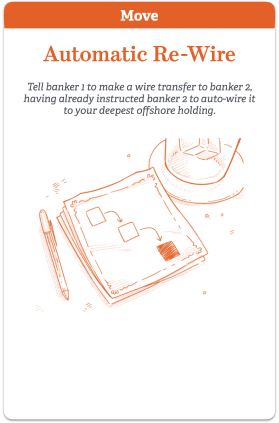 Move
Automatic Re-Wire
Tell banker 1 to make a wire transfer to banker 2,
having already instructed banker 2 to auto-wire it
to your deepest offshore holding.